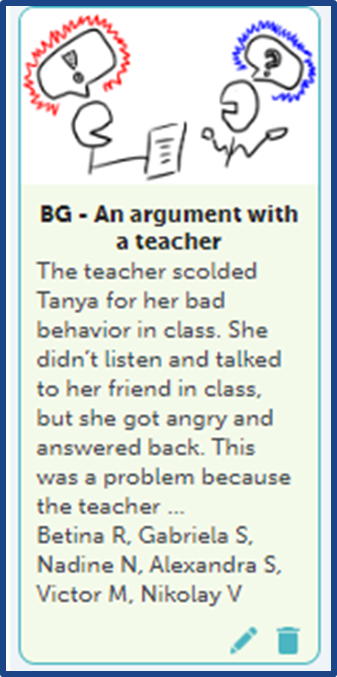 !
?
BG - An argument with
a teacher
The teacher scolded
Tanya for her bad
behavior in class. She
didn't listen and talked
to her friend in class,
but she got angry and
answered back. This
was a problem because
the teacher ...
Betina R, Gabriela S,
Nadine N, Alexandra S,
Victor M, Nikolay V